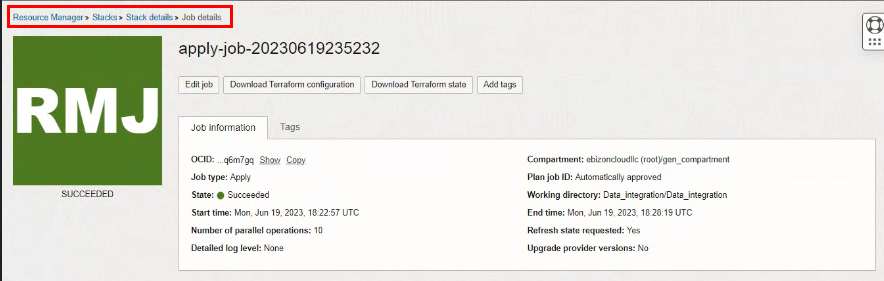 Resource Manager » Stacks » Stack details » Job details
RMJ
SUCCEEDED
apply-job-20230619235232
Edit job Download Terraform configuration Download Terraform state Add tags
Job information Tags
OCID: ...q6m7gq Show Copy
Job type: Apply
State: Succeeded
Start time: Mon, Jun 19, 2023, 18:22:57 UTC
Number of parallel operations: 10
Detailed log level: None
Compartment: ebizoncloudllc (root)/gen_compartment
Plan job ID: Automatically approved
Working directory: Data_integration/Data_integration
End time: Mon, Jun 19, 2023, 18:28:19 UTC
Refresh state requested: Yes
Upgrade provider versions: No